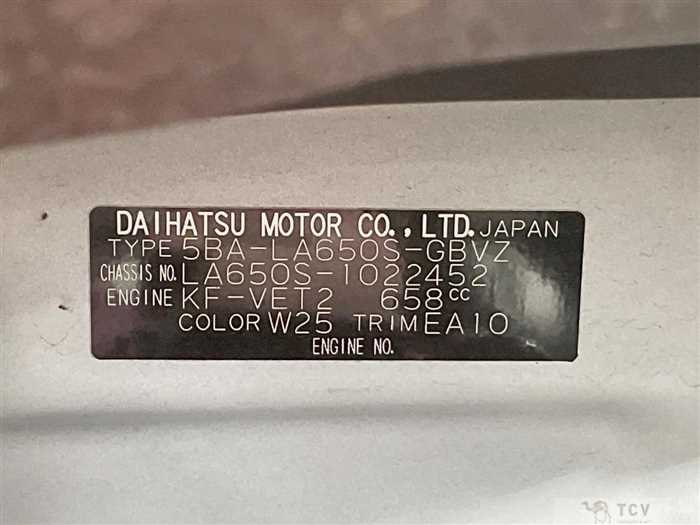 DAIHATSU MOTOR CO., LTD. JAPAN
TYPE 5BA-LA650S-GBVZ
CHASSIS NO. LA650S-1022452
ENGINE KF-VET2 658cc
COLOR W25 TRIM EA10
ENGINE NO.
TCV